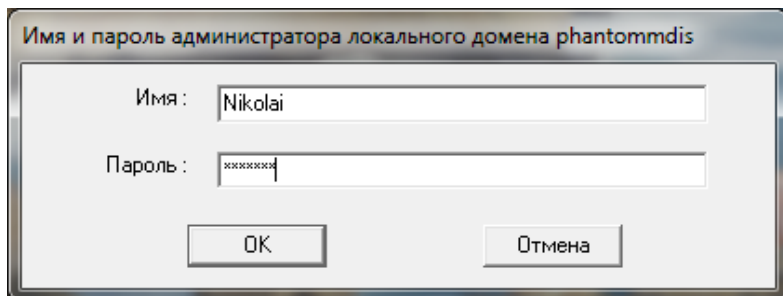 Имя и пароль администратора локального домена phantommdis
Имя :
Nikolai
Пароль :
*******
OK
Отмена